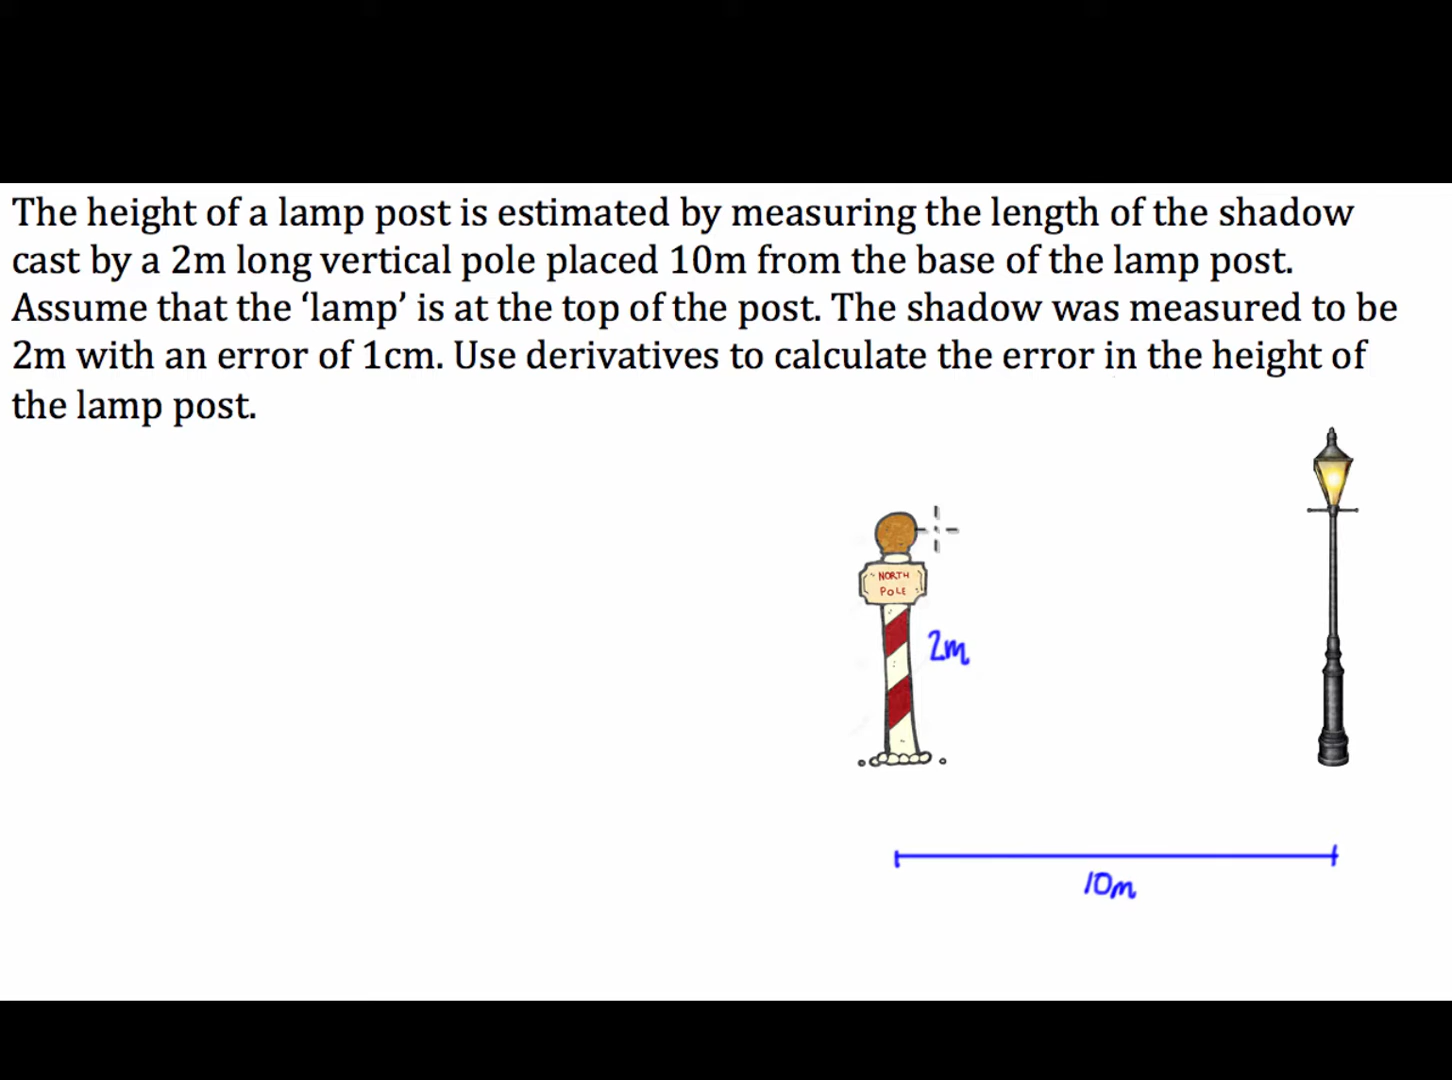 The height of a lamp post is estimated by measuring the length of the shadow
cast by a 2m long vertical pole placed 10m from the base of the lamp post.
Assume that the ‘lamp’ is at the top of the post. The shadow was measured to be
2m with an error of 1cm. Use derivatives to calculate the error in the height of
the lamp post.
NORTH
POLE
2m
10m